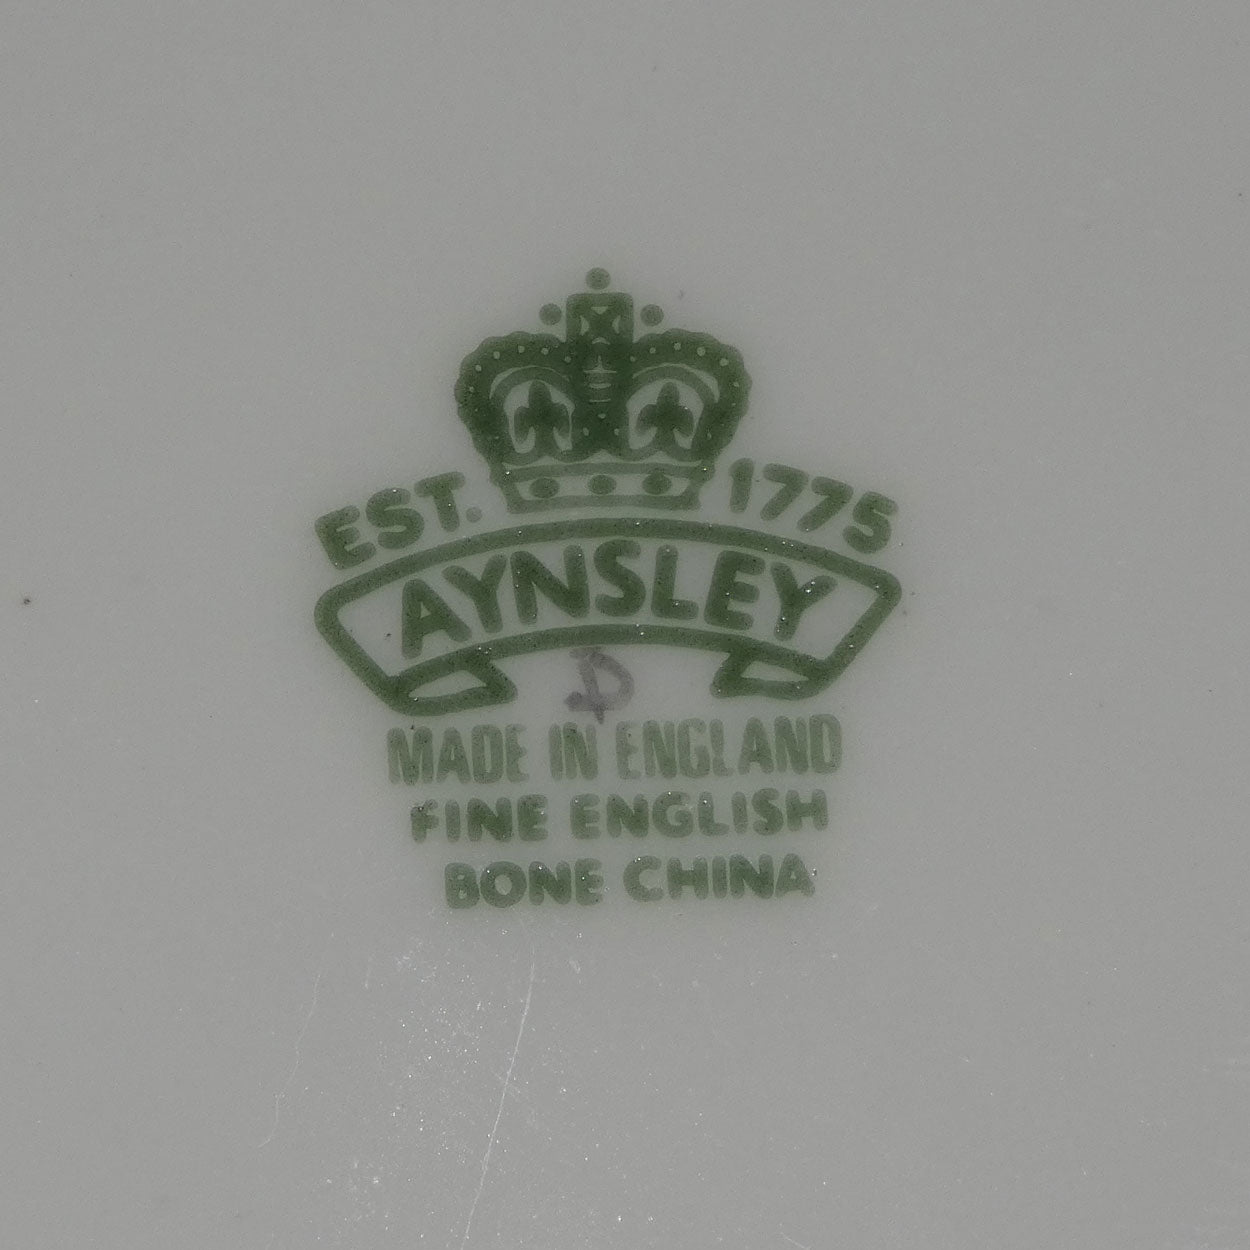 EST. 1775
AYNSLEY
D
MADE IN ENGLAND
FINE ENGLISH
BONE CHINA